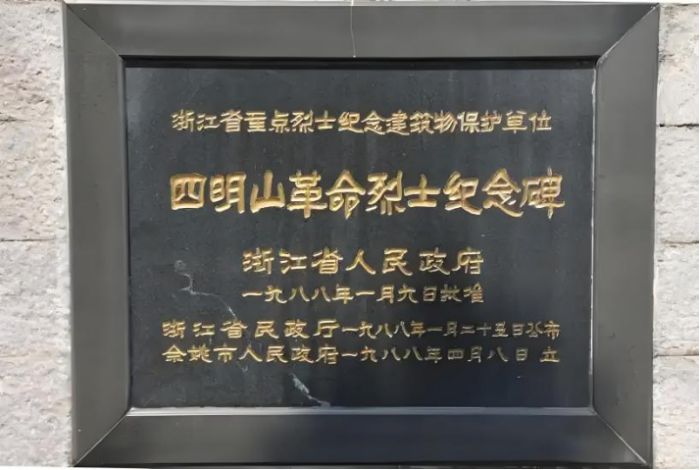 浙江省重点烈士纪念建筑物保护单位
四明山革命烈士纪念碑
浙江省人民政府
一九八八年一月九日批准
浙江省民政厅一九八八年一月二十五日公布
余姚市人民政府一九八八年四月八日立